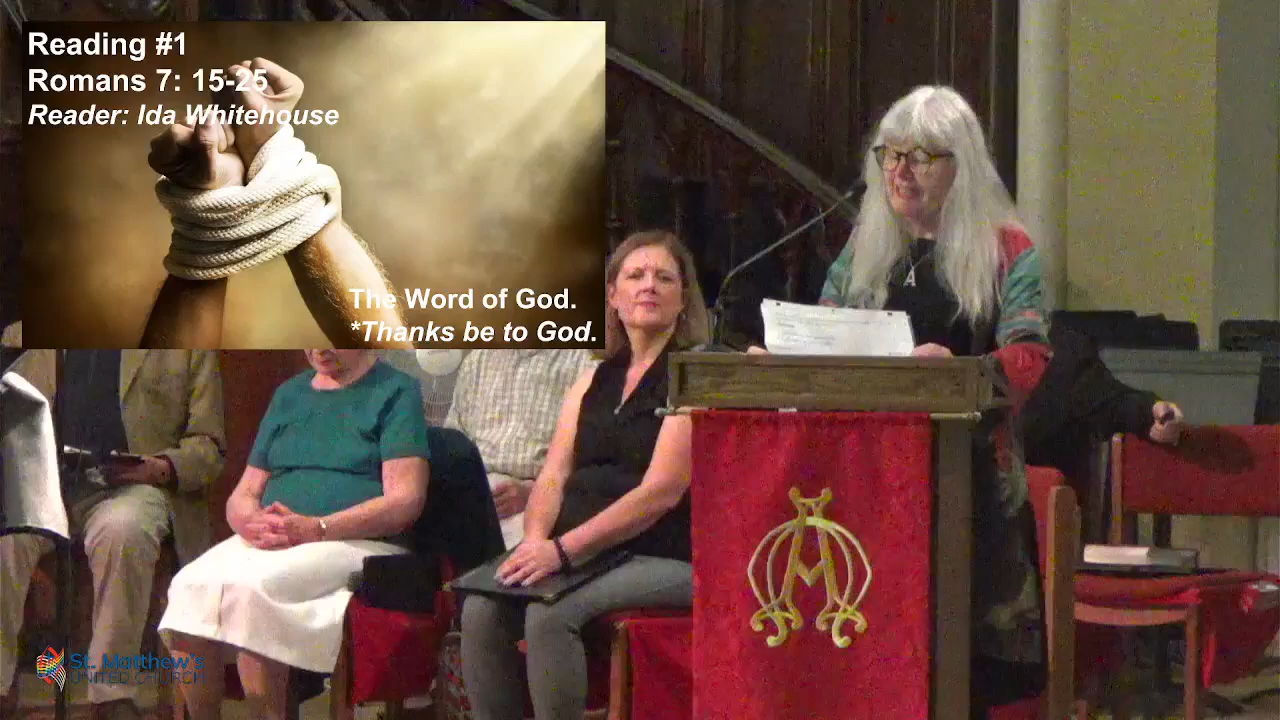 Reading #1
Romans 7: 15-25
Reader: Ida Whitehouse
The Word of God.
*Thanks be to God.
A
St. Matthew's
UNITED CHURCH